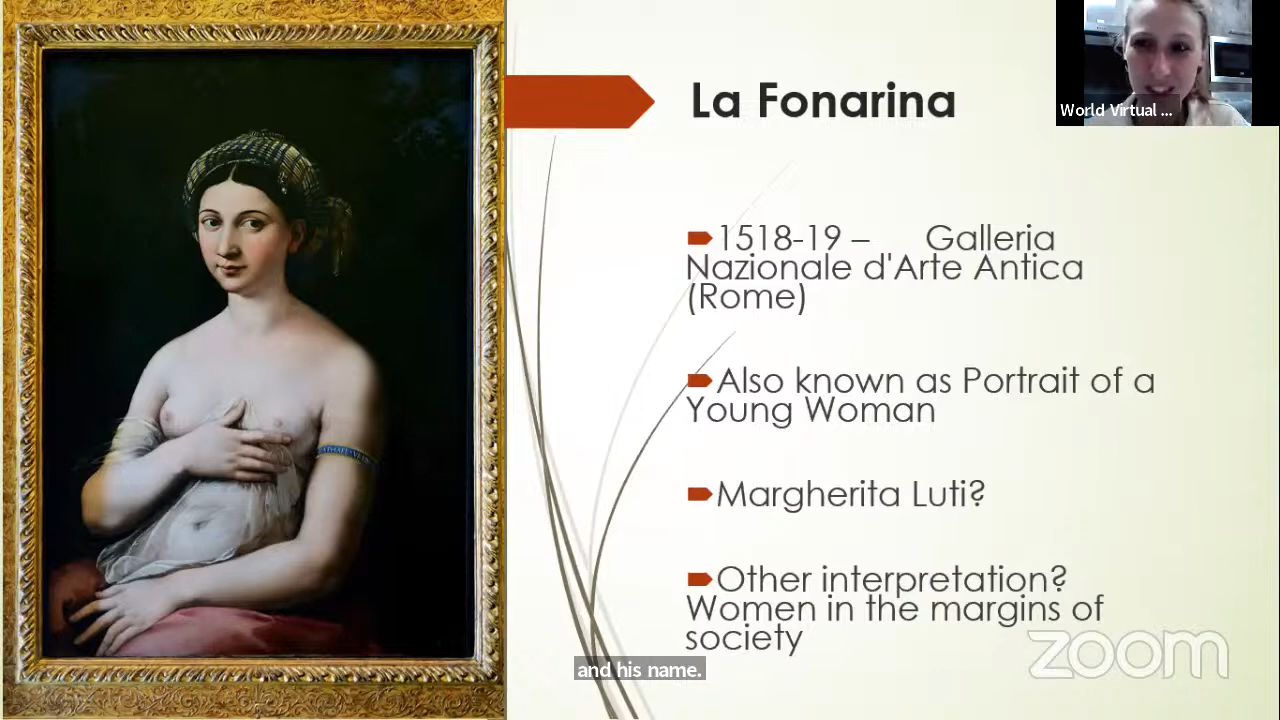 La Fonarina
World Virtual ...
1518-19 – Galleria
Nazionale d'Arte Antica
(Rome)
Also known as Portrait of a
Young Woman
Margherita Luti?
Other interpretation?
Women in the margins of
society
zoom
and his name.